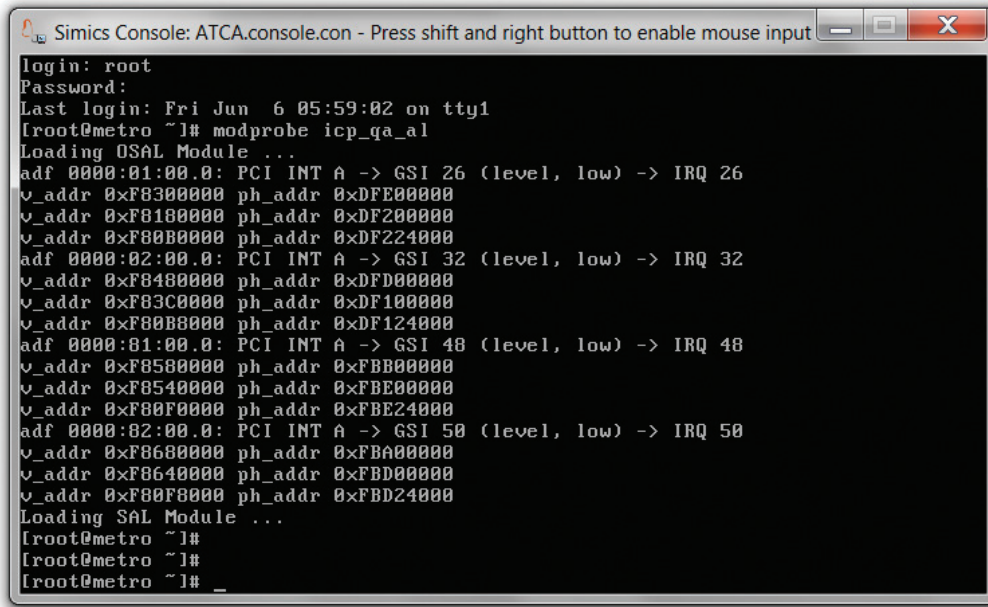 Simics Console: ATCA.console.con - Press shift and right button to enable mouse input
login: root
Password:
Last login: Fri Jun  6 05:59:02 on tty1
[root@metro ~]# modprobe icp_qa_al
Loading OSAL Module ...
adf 0000:01:00.0: PCI INT A -> GSI 26 (level, low) -> IRQ 26
v_addr 0xF8300000 ph_addr 0xDFE00000
v_addr 0xF8180000 ph_addr 0xDF200000
v_addr 0xF80B0000 ph_addr 0xDF224000
adf 0000:02:00.0: PCI INT A -> GSI 32 (level, low) -> IRQ 32
v_addr 0xF8480000 ph_addr 0xDFD00000
v_addr 0xF83C0000 ph_addr 0xDF100000
v_addr 0xF80B8000 ph_addr 0xDF124000
adf 0000:81:00.0: PCI INT A -> GSI 48 (level, low) -> IRQ 48
v_addr 0xF8580000 ph_addr 0xFBB00000
v_addr 0xF8540000 ph_addr 0xFBE00000
v_addr 0xF80F0000 ph_addr 0xFBE24000
adf 0000:82:00.0: PCI INT A -> GSI 50 (level, low) -> IRQ 50
v_addr 0xF8680000 ph_addr 0xFBA00000
v_addr 0xF8640000 ph_addr 0xFBD00000
v_addr 0xF80F8000 ph_addr 0xFBD24000
Loading SAL Module ...
[root@metro ~]#
[root@metro ~]#
[root@metro ~]# _